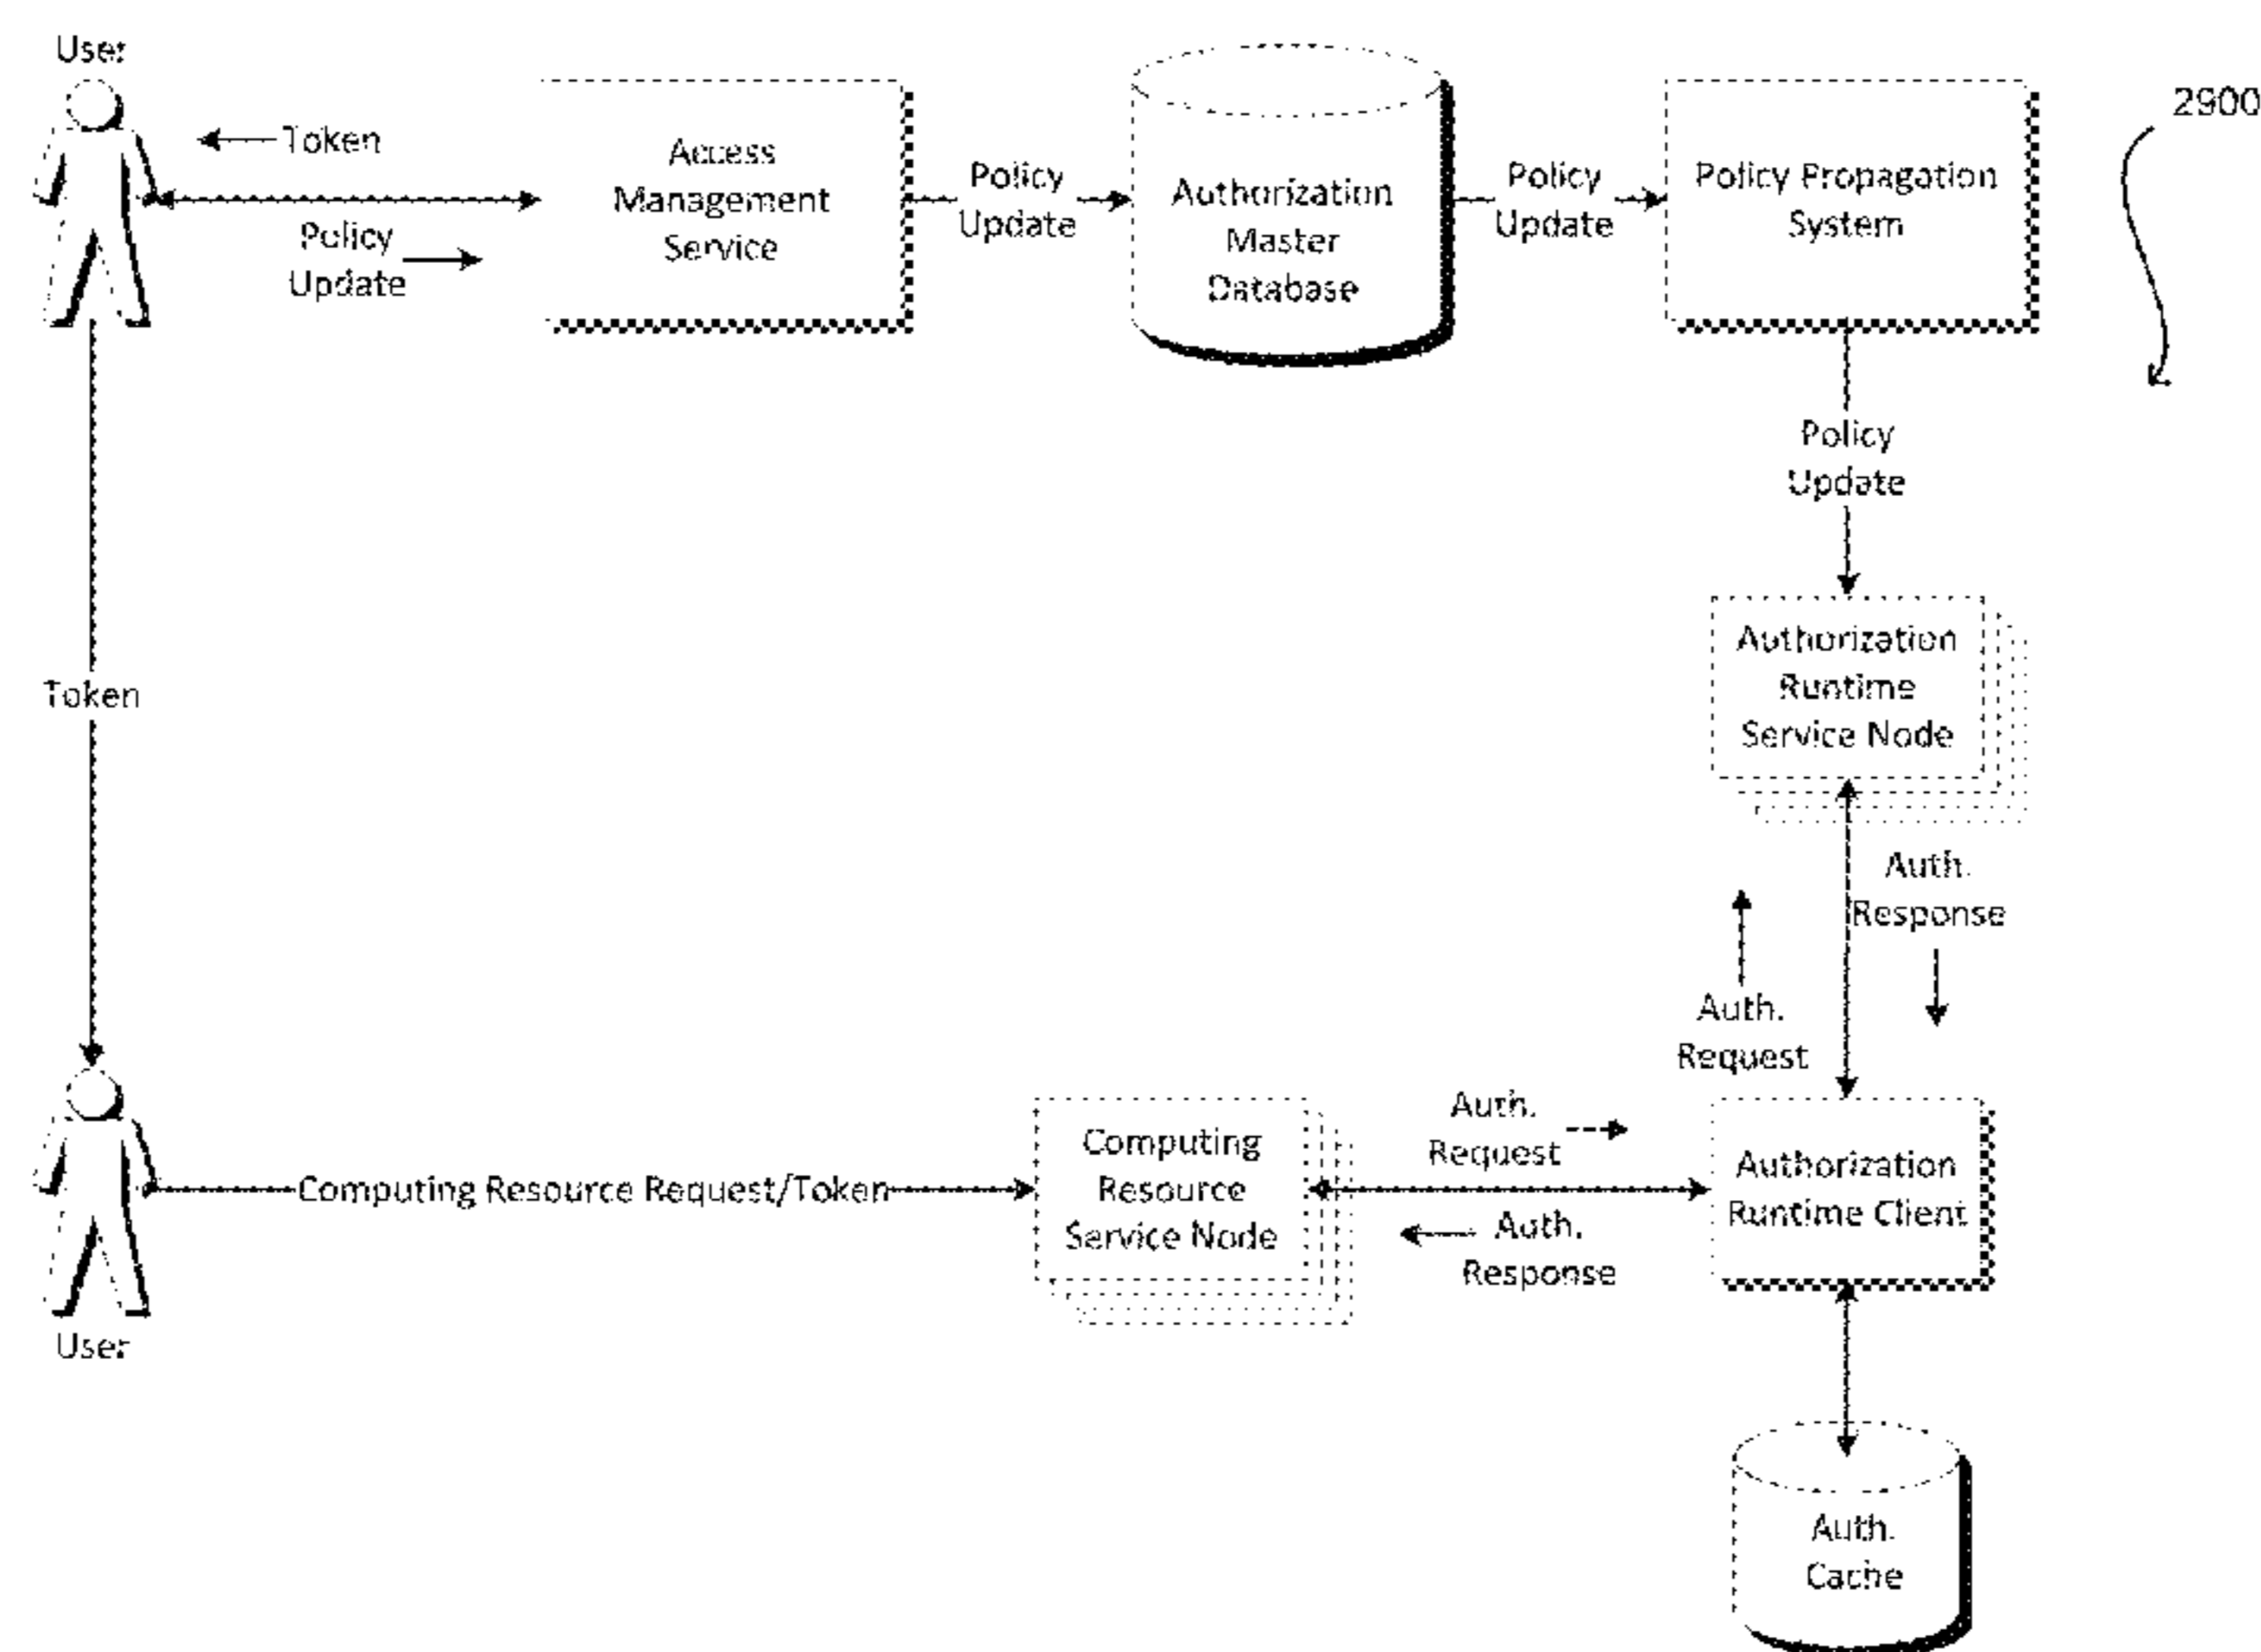 User
Token
Policy
Update
Access
Management
Service
Policy
Update
Authorization
Master
Database
Policy
Update
Policy Propagation
System
2900
Policy
Update
Token
Authorization
Runtime
Service Node
Auth.
Response
Auth.
Request
Computing Resource Request/Token
Computing
Resource
Service Node
Auth.
Request
Auth.
Response
Authorization
Runtime Client
User
Auth.
Cache